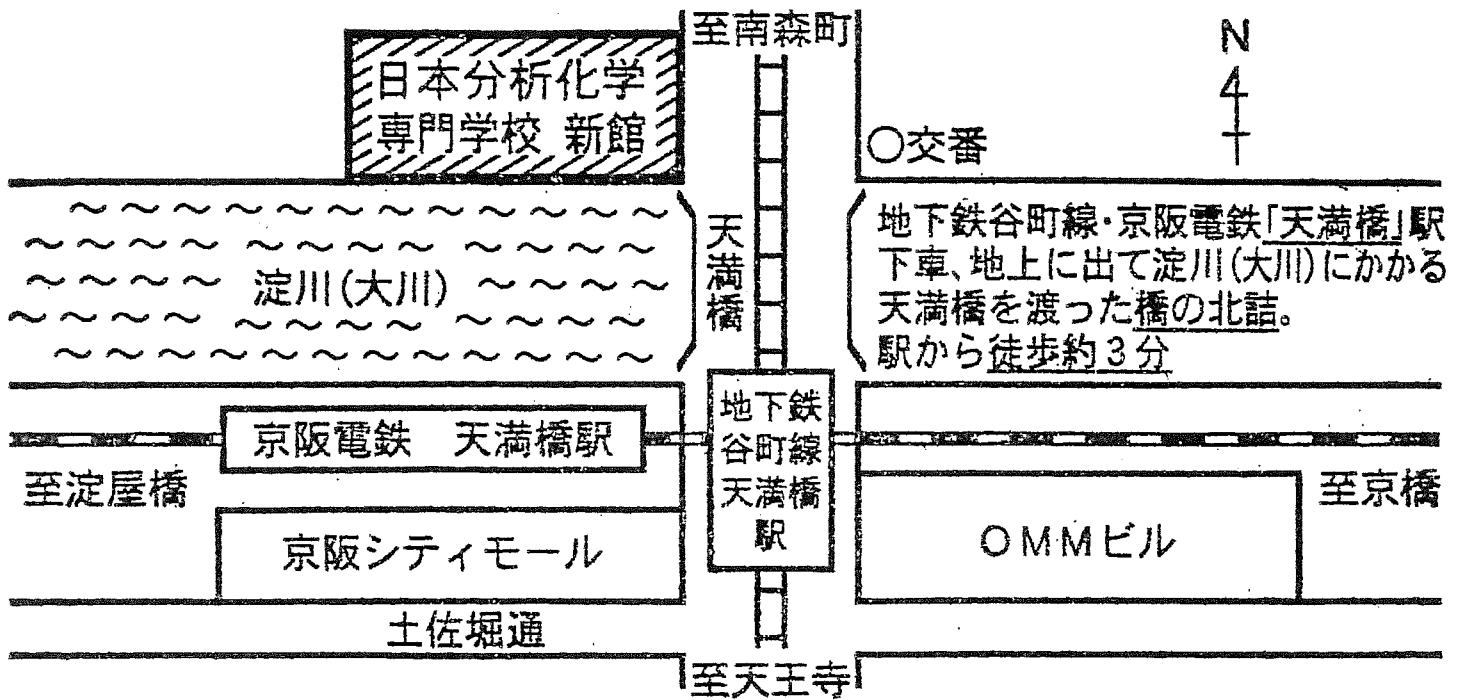 至南森町
N
日本分析化学
専門学校 新館
○交番
天満橋
地下鉄谷町線・京阪電鉄「天満橋」駅
下車、地上に出て淀川(大川)にかかる
天満橋を渡った橋の北詰。
駅から徒歩約3分
淀川(大川)
地下鉄
谷町線
天満橋
駅
京阪電鉄 天満橋駅
至淀屋橋
至京橋
京阪シティモール
OMMビル
土佐堀通
至天王寺